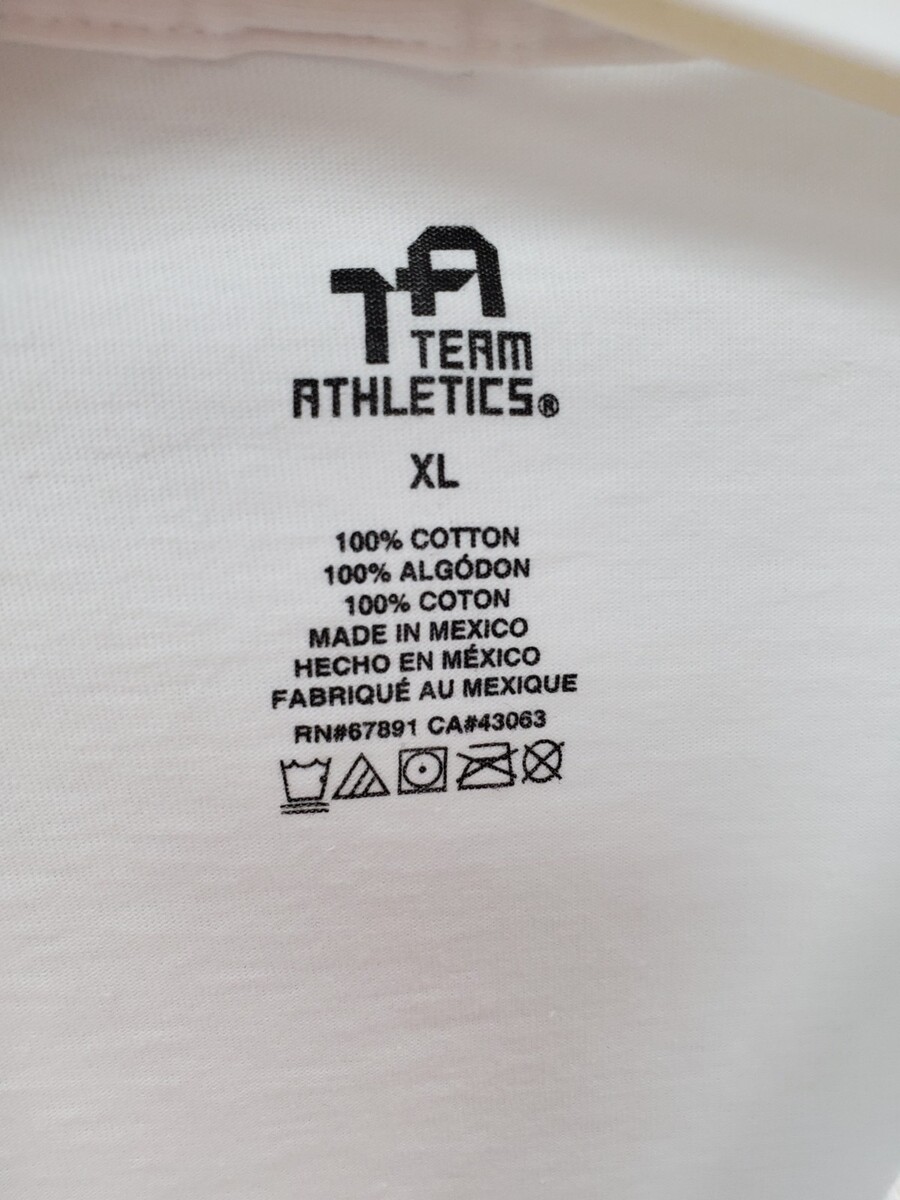 TA
TEAM
ATHLETICS®
XL
100% COTTON
100% ALGÓDON
100% COTON
MADE IN MEXICO
HECHO EN MÉXICO
FABRIQUÉ AU MEXIQUE
RN#67891 CA#43063